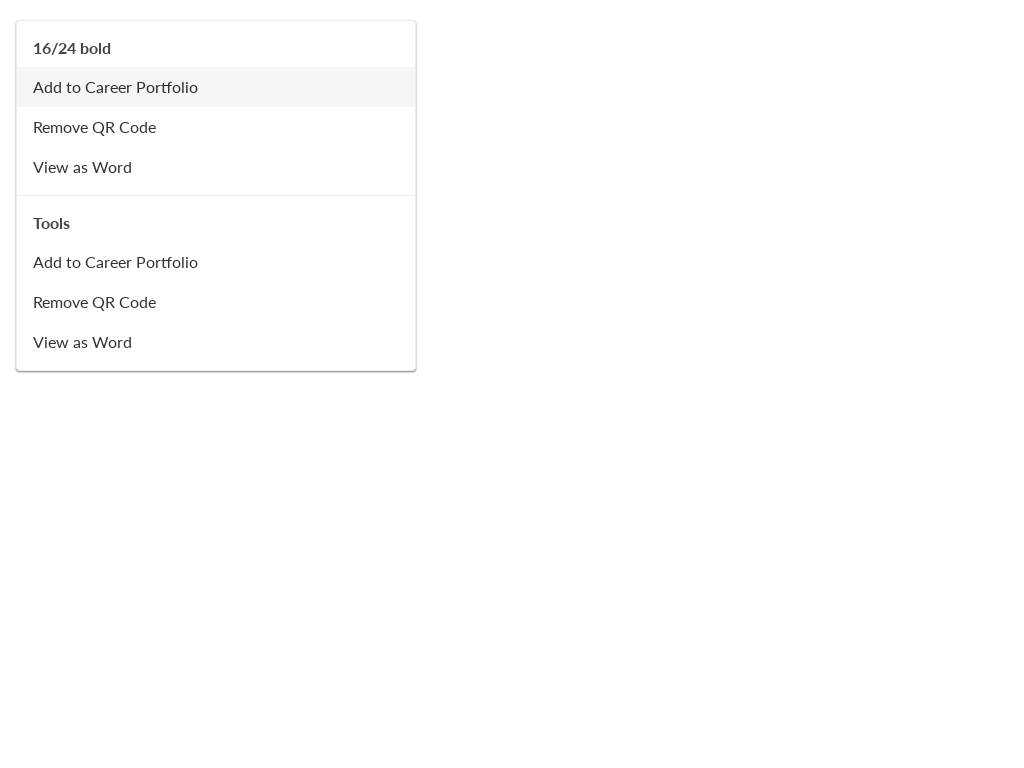 16/24 bold
Add to Career Portfolio
Remove QR Code
View as Word
Tools
Add to Career Portfolio
Remove QR Code
View as Word